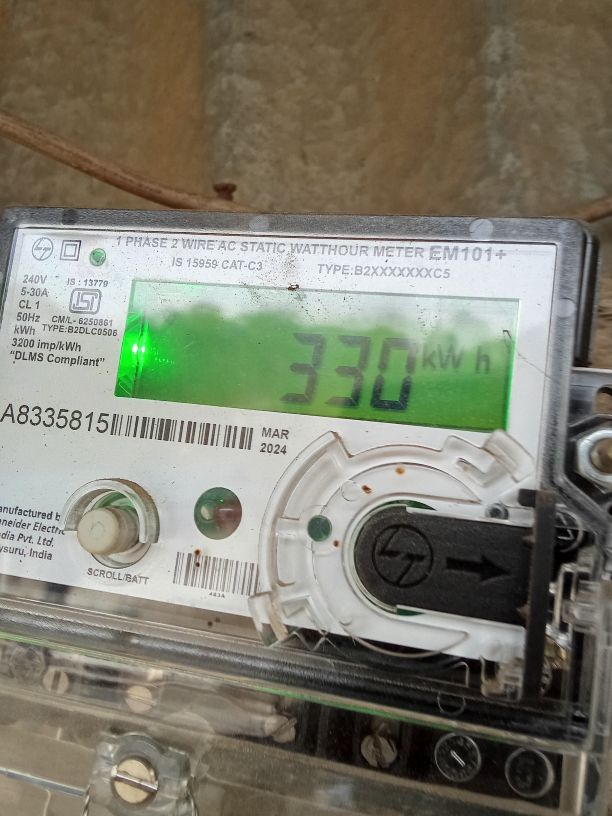 1 PHASE 2 WIRE AC STATIC WATTHOUR METER EM101+
IS 15959 CAT-C3 TYPE:B2XXXXXXXC5
240V IS : 13779
5-30A
CL 1
50Hz CM/L- 6250861
kWh TYPE:B2DLC0506
3200 imp/kWh
"DLMS Compliant"
330 kWh
A8335815
MAR
2024
anufactured b
neider Electri
dia Pvt. Ltd.
ysuru, India
SCROLL/BATT